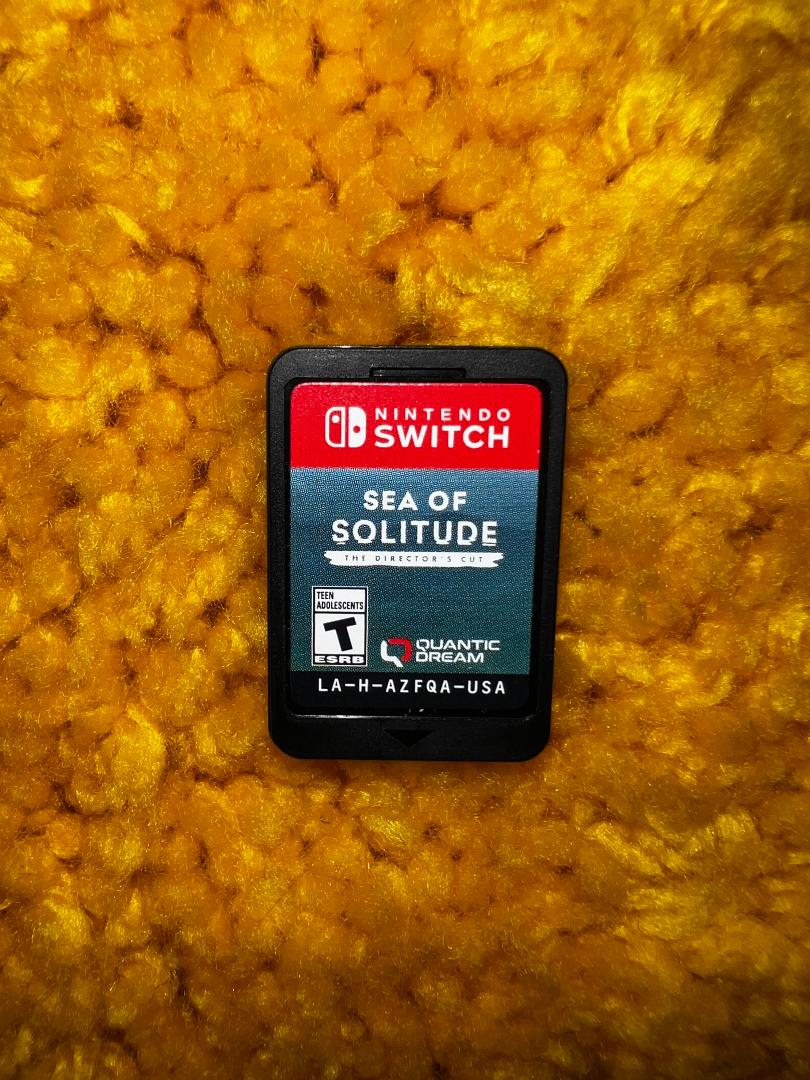 NINTENDO
SWITCH
SEA OF
SOLITUDE
THE DIRECTOR'S CUT
TEEN
ADOLESCENTS
T
ESRB
QUANTIC
DREAM
LA-H-AZFQA-USA